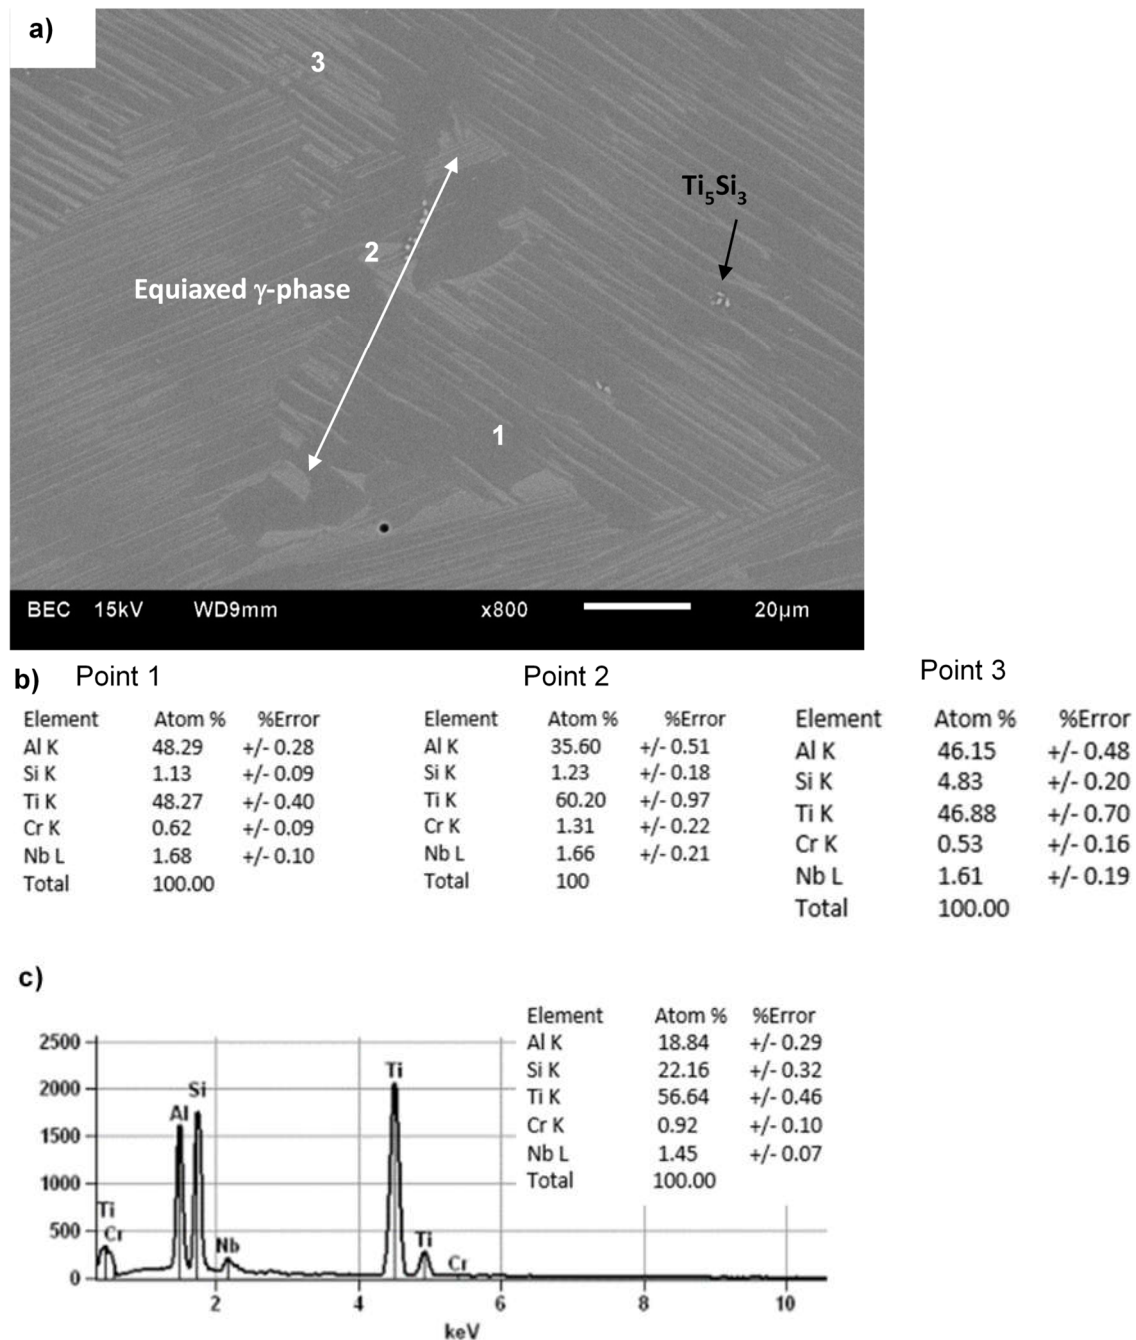 a)
3
Ti5Si3
2
Equiaxed γ-phase
1
BEC 15kV WD9mm x800 20μm
b) Point 1
Element Atom % %Error
Al K 48.29 +/- 0.28
Si K 1.13 +/- 0.09
Ti K 48.27 +/- 0.40
Cr K 0.62 +/- 0.09
Nb L 1.68 +/- 0.10
Total 100.00
Point 2
Element Atom % %Error
Al K 35.60 +/- 0.51
Si K 1.23 +/- 0.18
Ti K 60.20 +/- 0.97
Cr K 1.31 +/- 0.22
Nb L 1.66 +/- 0.21
Total 100
Point 3
Element Atom % %Error
Al K 46.15 +/- 0.48
Si K 4.83 +/- 0.20
Ti K 46.88 +/- 0.70
Cr K 0.53 +/- 0.16
Nb L 1.61 +/- 0.19
Total 100.00
c)
Element Atom % %Error
Al K 18.84 +/- 0.29
Si K 22.16 +/- 0.32
Ti K 56.64 +/- 0.46
Cr K 0.92 +/- 0.10
Nb L 1.45 +/- 0.07
Total 100.00
2500
2000
1500
1000
500
0
Ti
Cr
Al
Si
Nb
Ti
Ti
Cr
2 4 6 8 10
keV